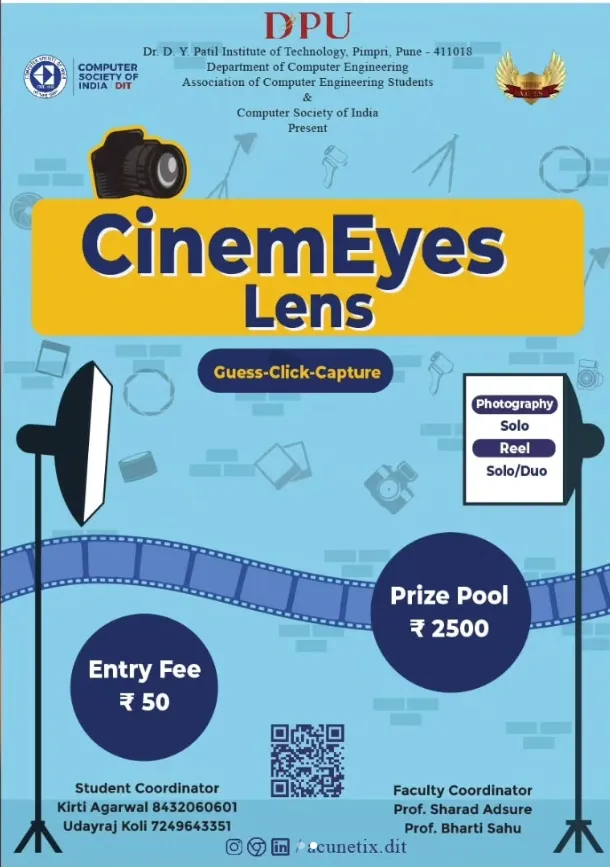 DPU
Dr. D. Y. Patil Institute of Technology, Pimpri, Pune - 411018
Department of Computer Engineering
Association of Computer Engineering Students
&
Computer Society of India
Present
COMPUTER
SOCIETY OF
INDIA DIT
ACES
CinemEyes
Lens
Guess-Click-Capture
Photography
Solo
Reel
Solo/Duo
Prize Pool
₹ 2500
Entry Fee
₹ 50
Student Coordinator
Kirti Agarwal 8432060601
Udayraj Koli 7249643351
Faculty Coordinator
Prof. Sharad Adsure
Prof. Bharti Sahu
/ acunetix.dit